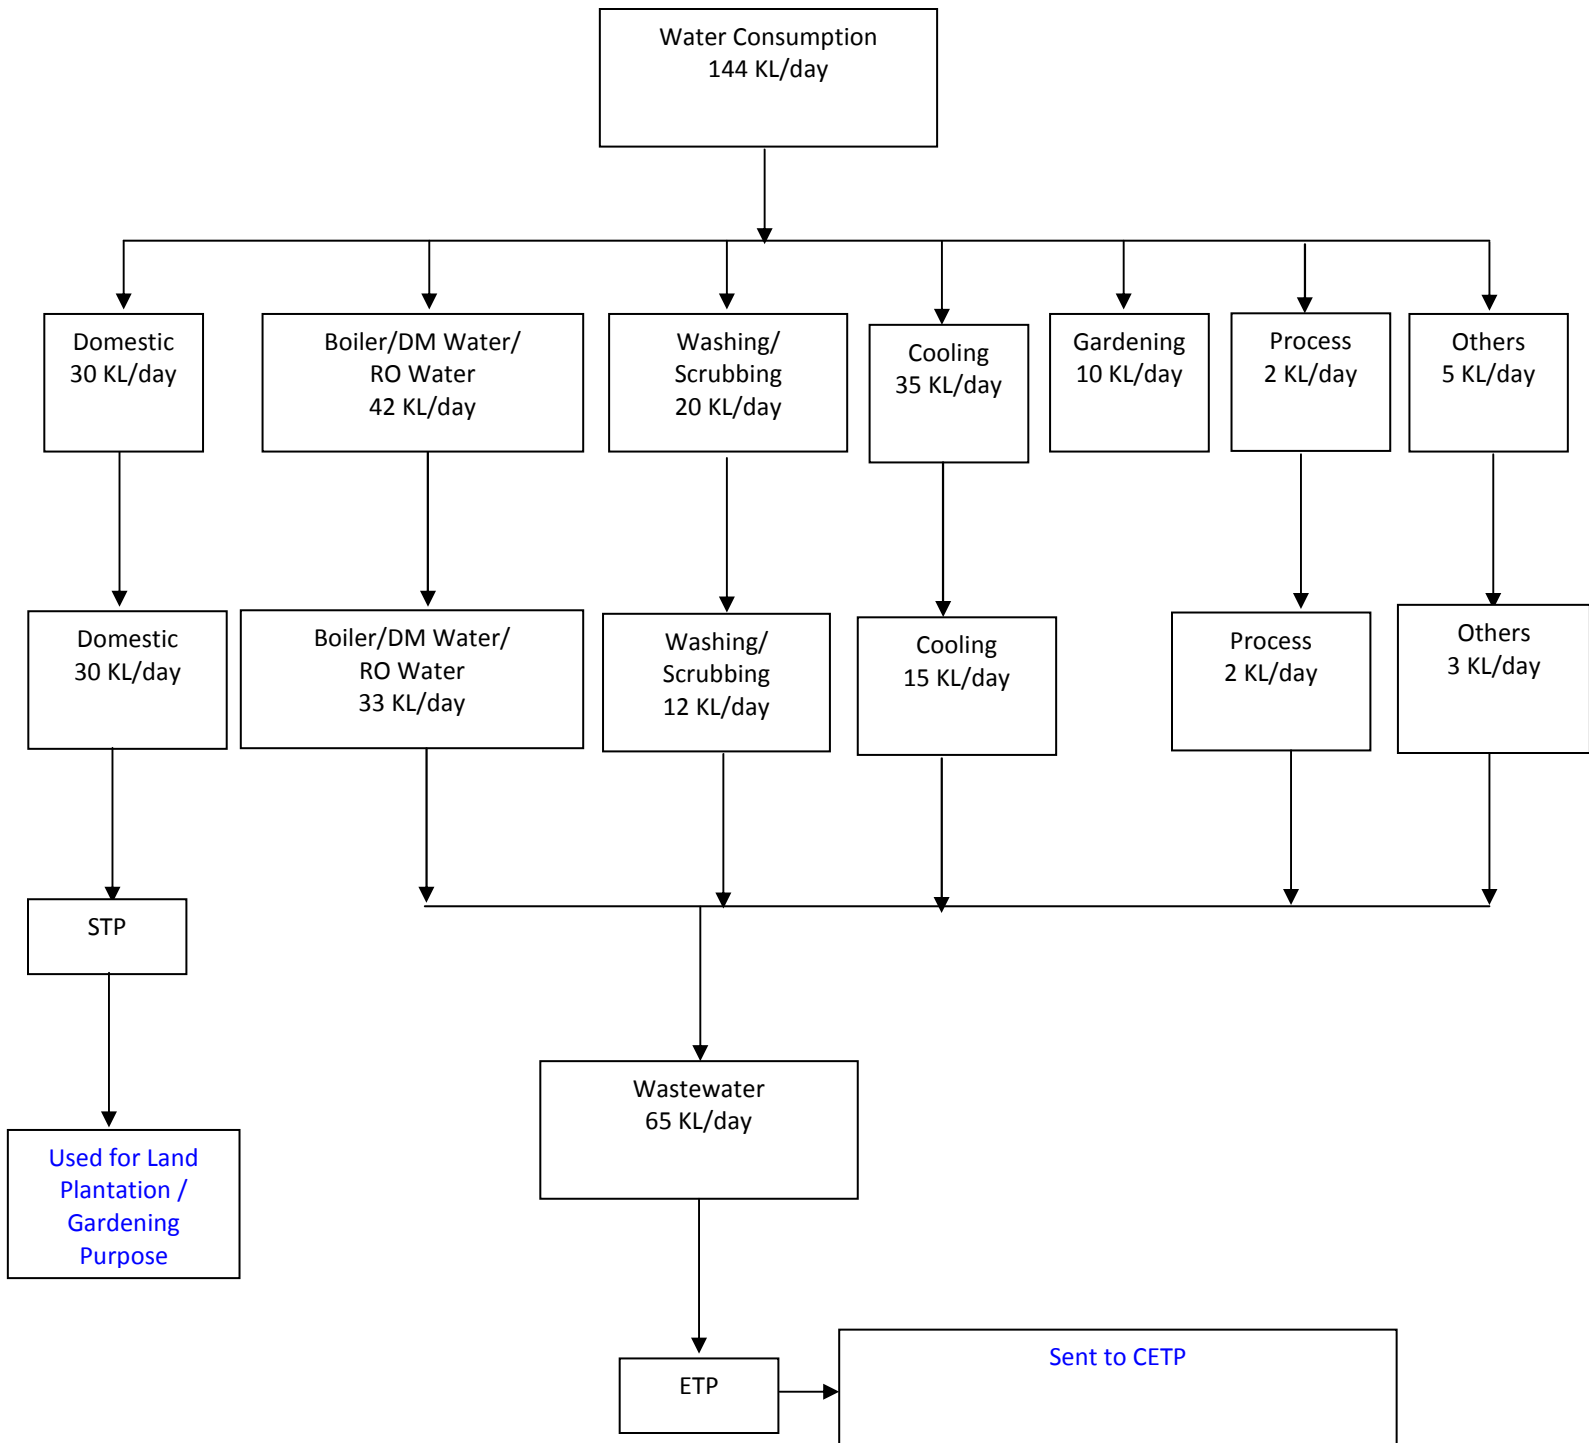 Water Consumption
144 KL/day
Domestic
30 KL/day
Boiler/DM Water/
RO Water
42 KL/day
Washing/
Scrubbing
20 KL/day
Cooling
35 KL/day
Gardening
10 KL/day
Process
2 KL/day
Others
5 KL/day
Domestic
30 KL/day
Boiler/DM Water/
RO Water
33 KL/day
Washing/
Scrubbing
12 KL/day
Cooling
15 KL/day
Process
2 KL/day
Others
3 KL/day
STP
Wastewater
65 KL/day
Used for Land
Plantation /
Gardening
Purpose
ETP
Sent to CETP